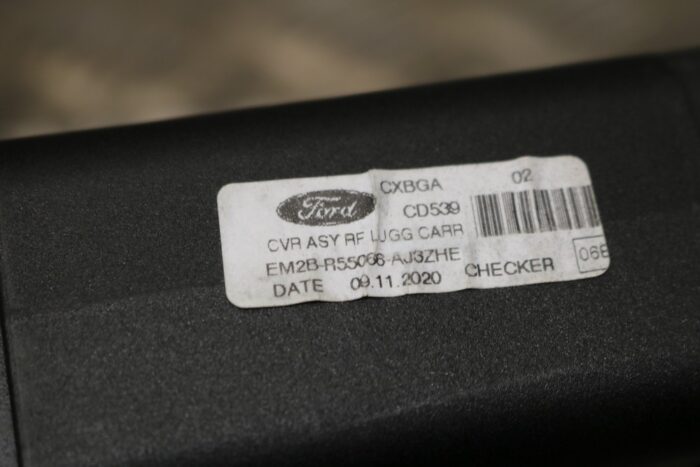 Ford CXBGA 02
CD539
CVR ASY RF LUGG CARR
EM2B-R55066-AJ3ZHE
DATE 09.11.2020 CHECKER 06B